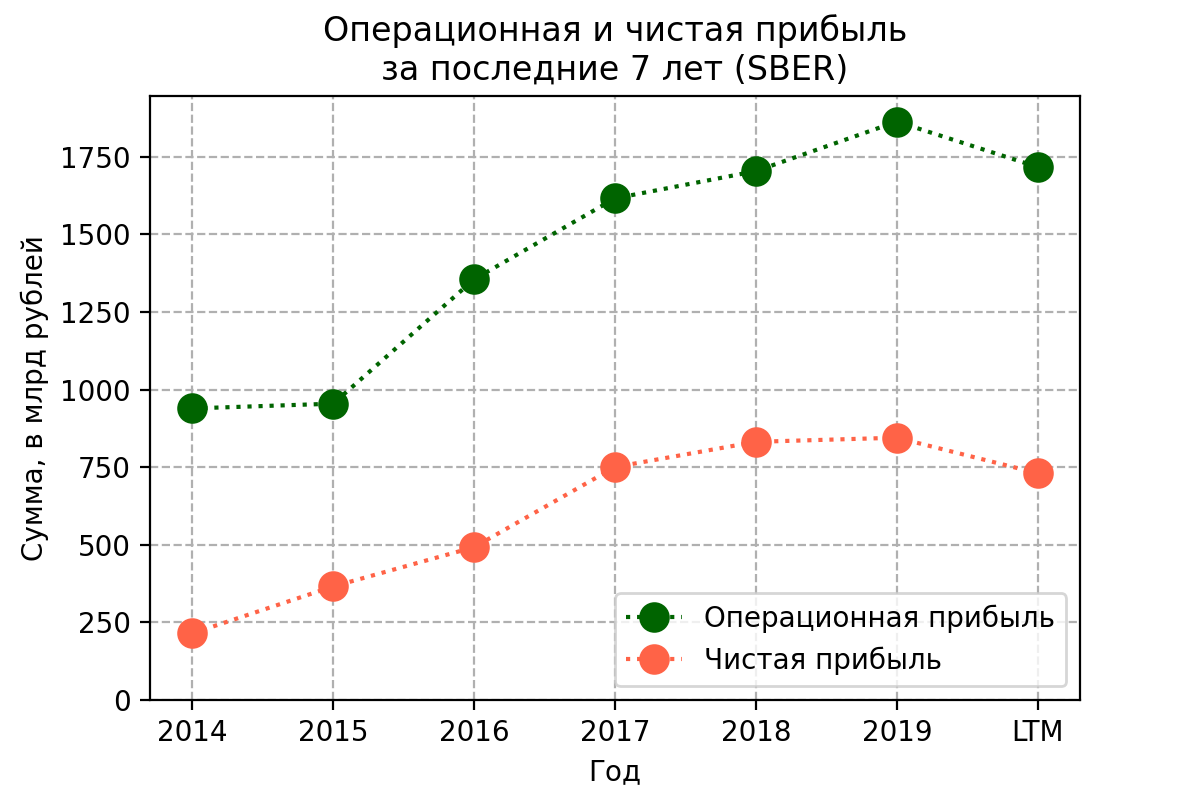 Операционная и чистая прибыль
за последние 7 лет (SBER)
Сумма, в млрд рублей
1750
1500
1250
1000
750
500
250
0
Операционная прибыль
Чистая прибыль
2014 2015 2016 2017 2018 2019 LTM
Год